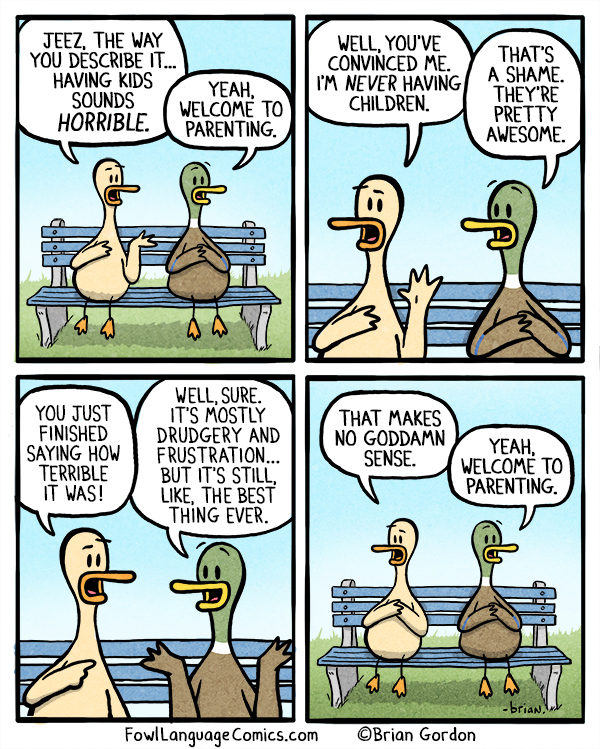 JEEZ, THE WAY
YOU DESCRIBE IT...
HAVING KIDS
SOUNDS
HORRIBLE.
YEAH,
WELCOME TO
PARENTING.
WELL, YOU'VE
CONVINCED ME.
I'M NEVER HAVING
CHILDREN.
THAT'S
A SHAME.
THEY'RE
PRETTY
AWESOME.
YOU JUST
FINISHED
SAYING HOW
TERRIBLE
IT WAS!
WELL, SURE.
IT'S MOSTLY
DRUDGERY AND
FRUSTRATION...
BUT IT'S STILL,
LIKE, THE BEST
THING EVER.
THAT MAKES
NO GODDAMN
SENSE.
YEAH,
WELCOME TO
PARENTING.
-brian.
FowlLanguageComics.com ©Brian Gordon